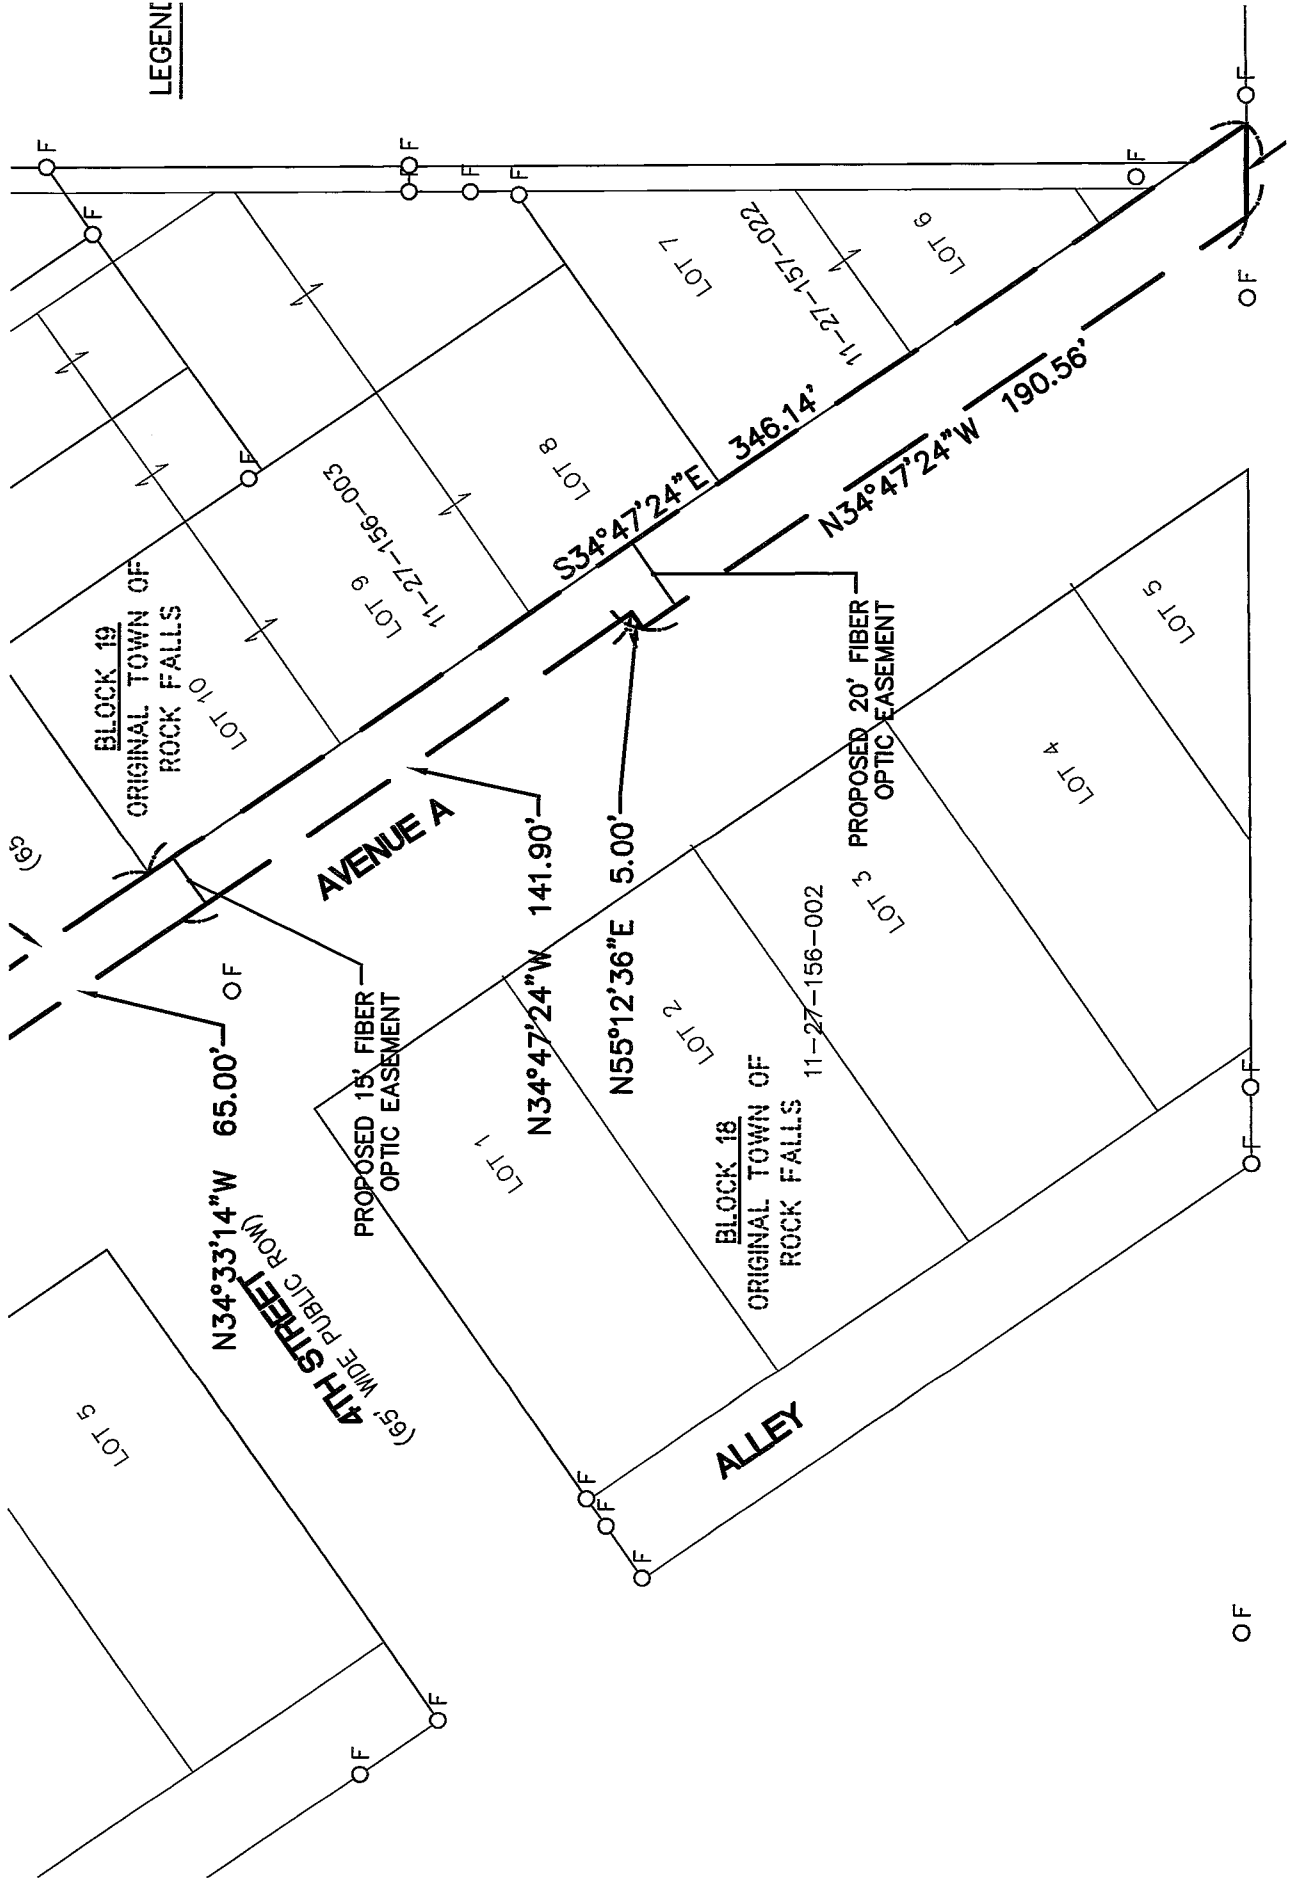 LEGEND
F
F
F
F
F
F
F
F
F
F
LOT 7
11-27-157-022
LOT 6
S34°47'24"E 346.14'
N34°47'24"W 190.56'
LOT 8
11-27-156-003
LOT 9
LOT 10
BLOCK 19
ORIGINAL TOWN OF
ROCK FALLS
(65
AVENUE A
PROPOSED 20' FIBER
OPTIC EASEMENT
N34°47'24"W 141.90'
N55°12'36"E 5.00'
PROPOSED 15' FIBER
OPTIC EASEMENT
F
N34°33'14"W 65.00'
4TH STREET
(65' WIDE PUBLIC ROW)
LOT 5
LOT 4
LOT 3
11-27-156-002
LOT 2
LOT 1
BLOCK 18
ORIGINAL TOWN OF
ROCK FALLS
LOT 5
ALLEY
F
F
F
F
F
F
F
F